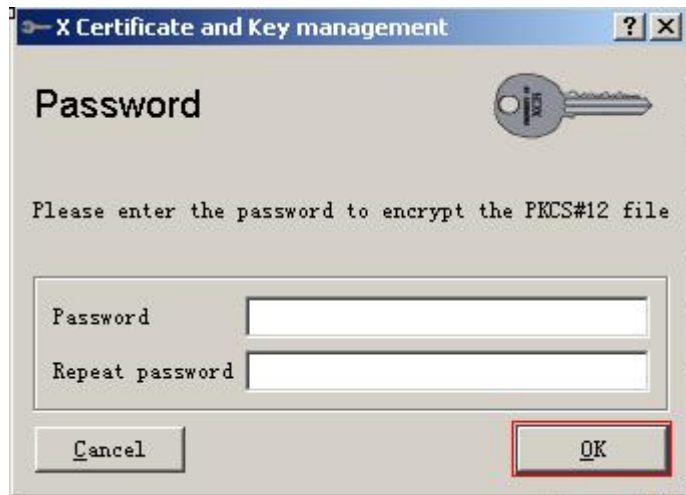 X Certificate and Key management
Password
Please enter the password to encrypt the PKCS#12 file
Password
Repeat password
Cancel
OK